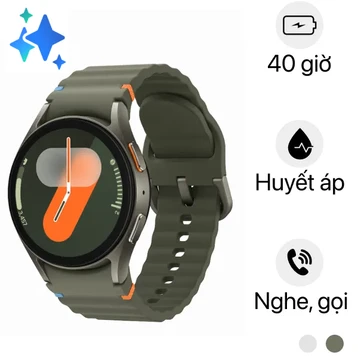 40 giờ
Huyết áp
Nghe, gọi